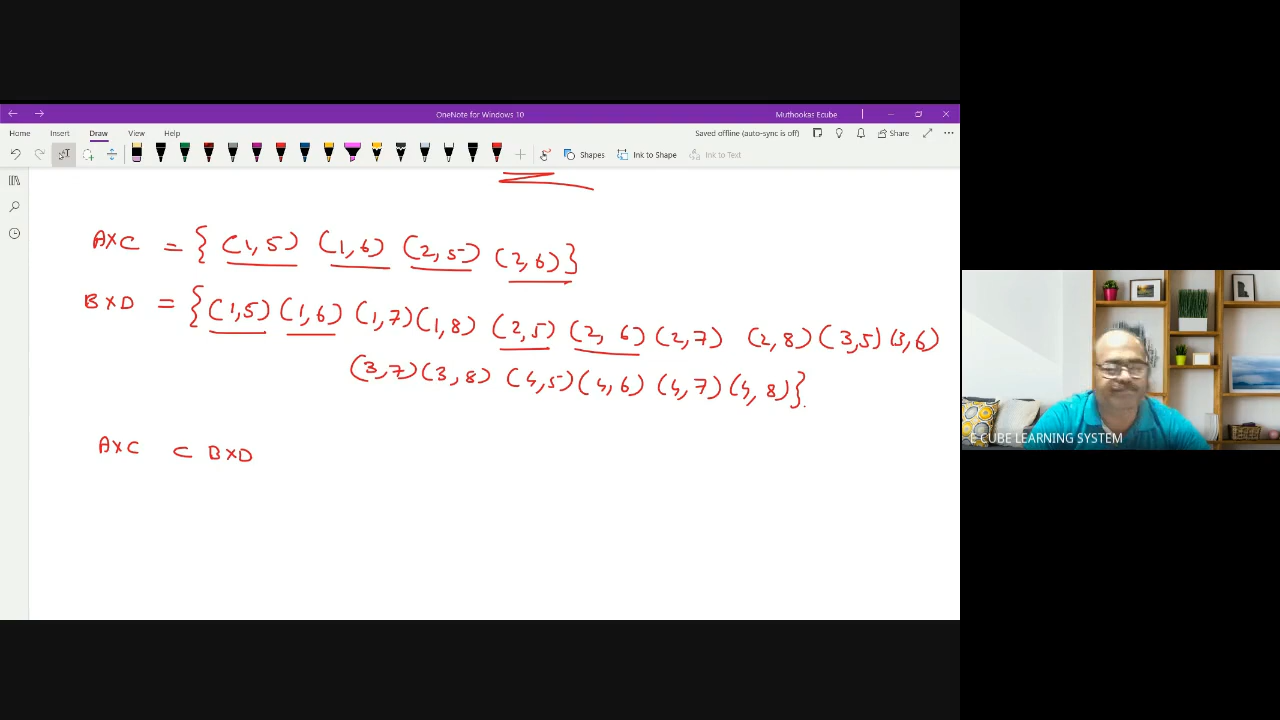 OneNote for Windows 10
Muthookas Ecube
Home Insert Draw View Help
Saved offline (auto-sync is off)
Share
Shapes Ink to Shape Ink to Text
A×C = { (1,5) (1,6) (2,5) (2,6)}
B×D = {(1,5) (1,6) (1,7) (1,8) (2,5) (2, 6) (2,7) (2,8) (3,5) (3,6)
(3,7) (3,8) (4,5) (4,6) (4,7) (4,8)}.
A×C ⊂ B×D
E CUBE LEARNING SYSTEM